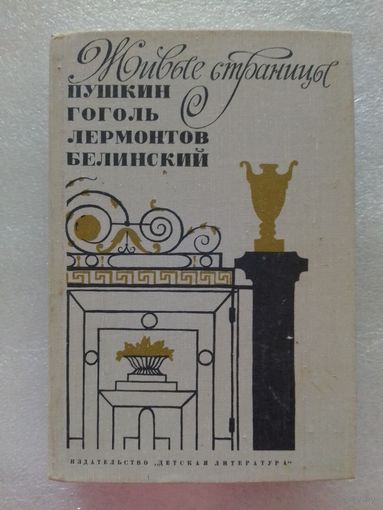 Живые страницы
ПУШКИН
ГОГОЛЬ
ЛЕРМОНТОВ
БЕЛИНСКИЙ
ИЗДАТЕЛЬСТВО „ДЕТСКАЯ ЛИТЕРАТУРА"